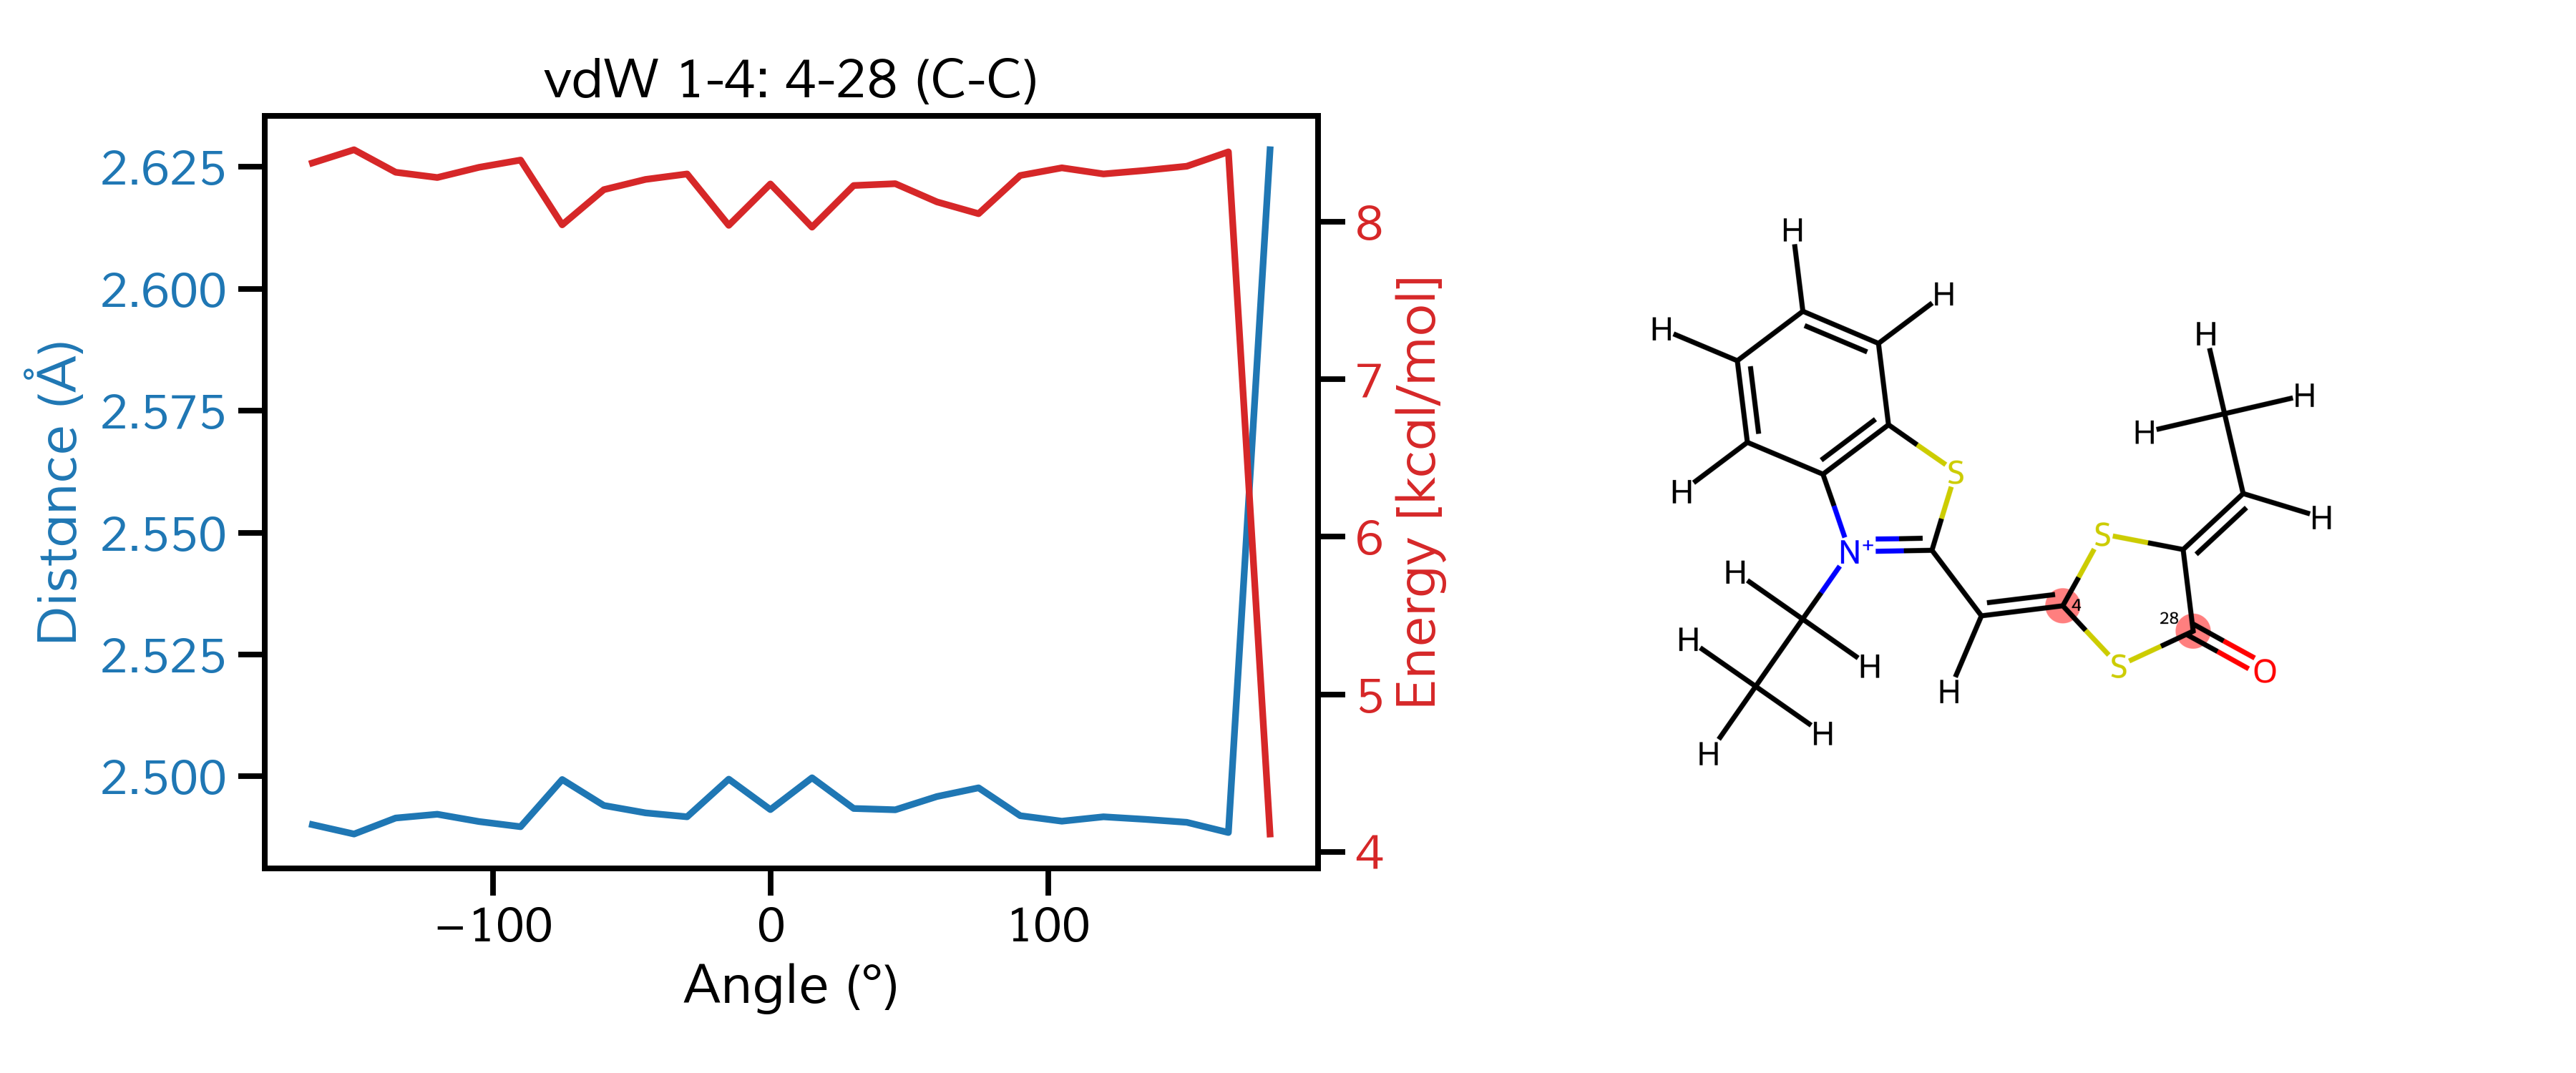 vdW 1-4: 4-28 (C-C)
Distance (Å)
2.625
2.600
2.575
2.550
2.525
2.500
−100
0
100
Angle (°)
8
7
6
5
4
Energy [kcal/mol]
H
H
H
H
S
N+
H
H
H
H
H
H
S
4
28
S
O
H
H
H
H